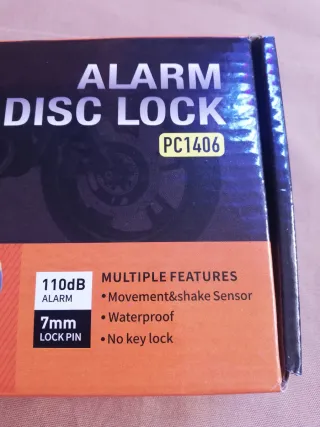 ALARM
DISC LOCK
PC1406
110dB
ALARM
7mm
LOCK PIN
MULTIPLE FEATURES
•Movement&shake Sensor
•Waterproof
•No key lock